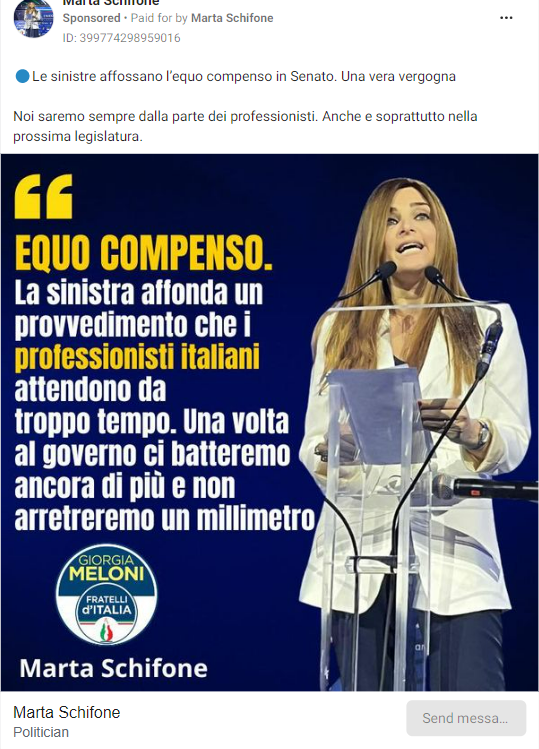 Marta Schifone
Sponsored • Paid for by Marta Schifone
ID: 399774298959016
Le sinistre affossano l'equo compenso in Senato. Una vera vergogna
Noi saremo sempre dalla parte dei professionisti. Anche e soprattutto nella
prossima legislatura.
EQUO COMPENSO.
La sinistra affonda un
provvedimento che i
professionisti italiani
attendono da
troppo tempo. Una volta
al governo ci batteremo
ancora di più e non
arretreremo un millimetro
GIORGIA
MELONI
FRATELLI
d'ITALIA
Marta Schifone
Marta Schifone
Politician
Send messa...